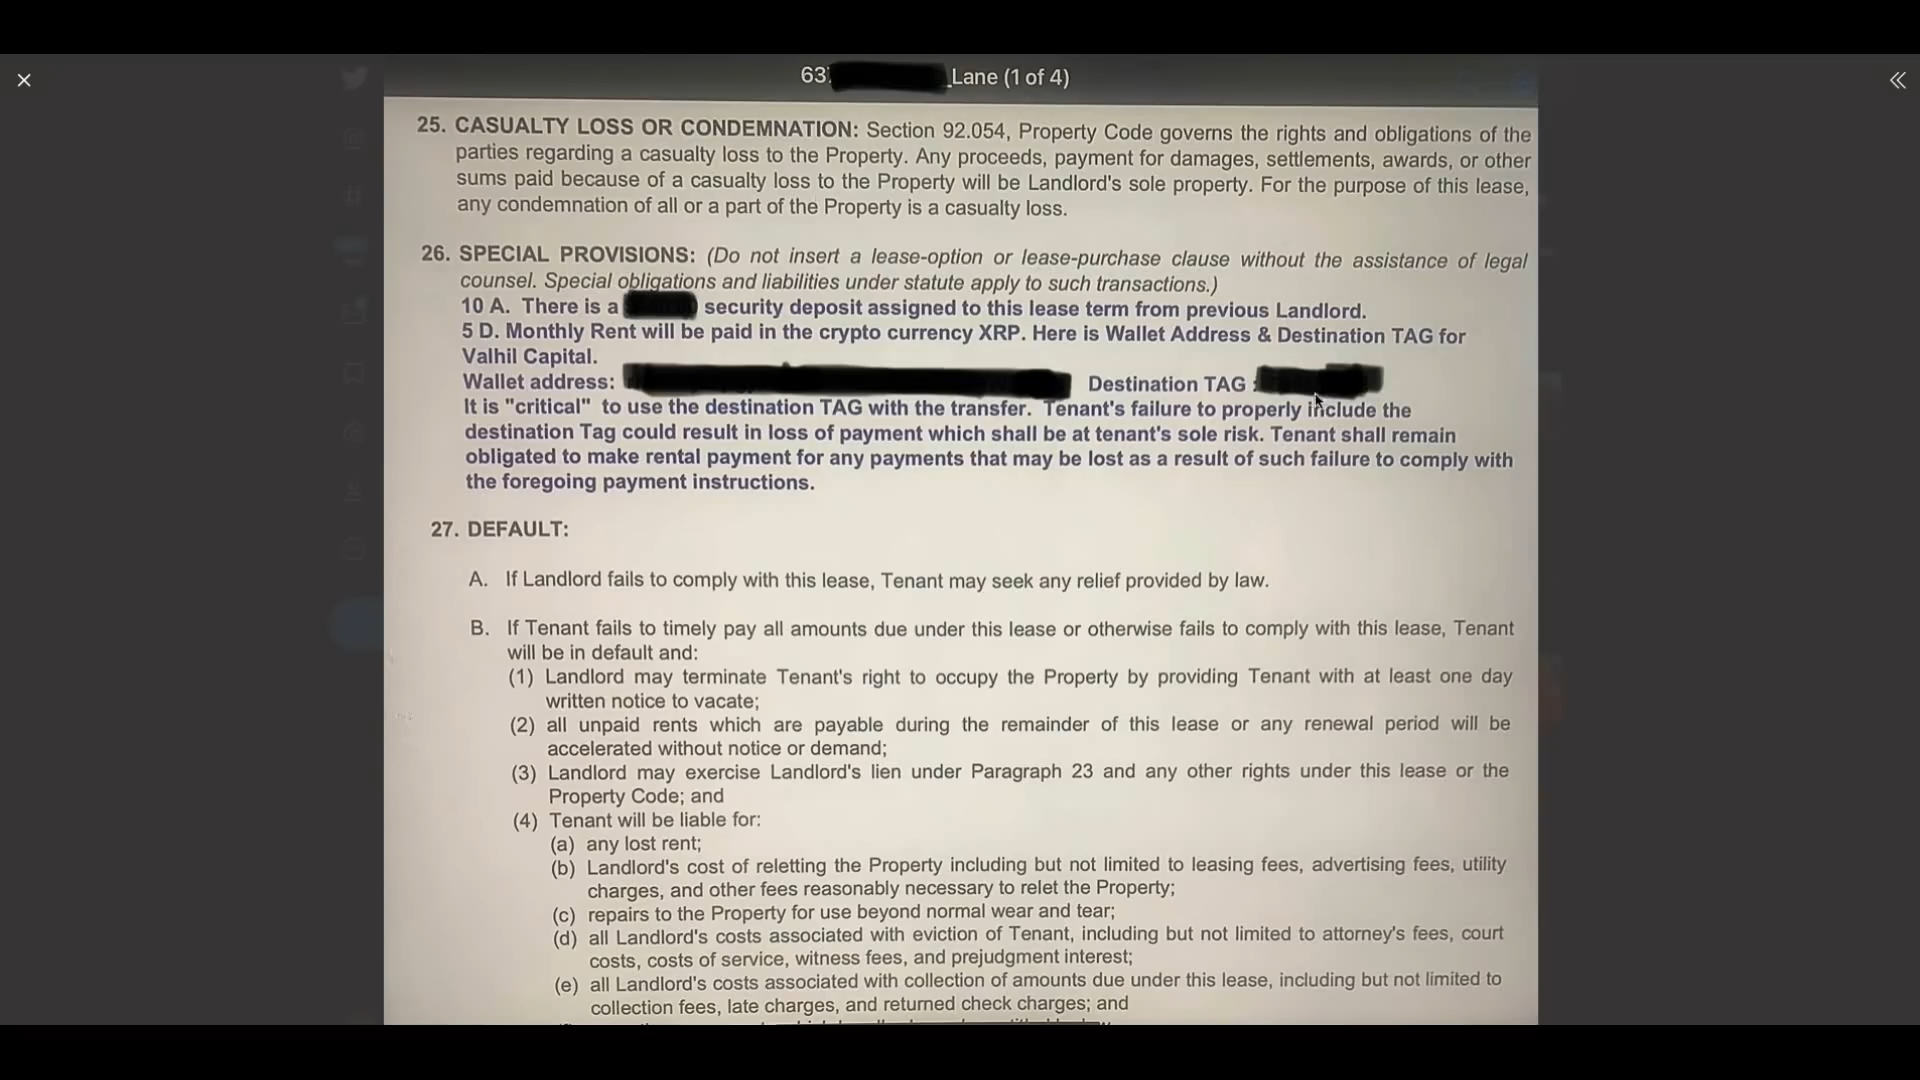 63 Lane (1 of 4)
25. CASUALTY LOSS OR CONDEMNATION: Section 92.054, Property Code governs the rights and obligations of the
parties regarding a casualty loss to the Property. Any proceeds, payment for damages, settlements, awards, or other
sums paid because of a casualty loss to the Property will be Landlord's sole property. For the purpose of this lease,
any condemnation of all or a part of the Property is a casualty loss.
26. SPECIAL PROVISIONS: (Do not insert a lease-option or lease-purchase clause without the assistance of legal
counsel. Special obligations and liabilities under statute apply to such transactions.)
10 A. There is a security deposit assigned to this lease term from previous Landlord.
5 D. Monthly Rent will be paid in the crypto currency XRP. Here is Wallet Address & Destination TAG for
Valhil Capital.
Wallet address: Destination TAG :
It is "critical" to use the destination TAG with the transfer. Tenant's failure to properly include the
destination Tag could result in loss of payment which shall be at tenant's sole risk. Tenant shall remain
obligated to make rental payment for any payments that may be lost as a result of such failure to comply with
the foregoing payment instructions.
27. DEFAULT:
A. If Landlord fails to comply with this lease, Tenant may seek any relief provided by law.
B. If Tenant fails to timely pay all amounts due under this lease or otherwise fails to comply with this lease, Tenant
will be in default and:
(1) Landlord may terminate Tenant's right to occupy the Property by providing Tenant with at least one day
written notice to vacate;
(2) all unpaid rents which are payable during the remainder of this lease or any renewal period will be
accelerated without notice or demand;
(3) Landlord may exercise Landlord's lien under Paragraph 23 and any other rights under this lease or the
Property Code; and
(4) Tenant will be liable for:
(a) any lost rent;
(b) Landlord's cost of reletting the Property including but not limited to leasing fees, advertising fees, utility
charges, and other fees reasonably necessary to relet the Property;
(c) repairs to the Property for use beyond normal wear and tear;
(d) all Landlord's costs associated with eviction of Tenant, including but not limited to attorney's fees, court
costs, costs of service, witness fees, and prejudgment interest;
(e) all Landlord's costs associated with collection of amounts due under this lease, including but not limited to
collection fees, late charges, and returned check charges; and